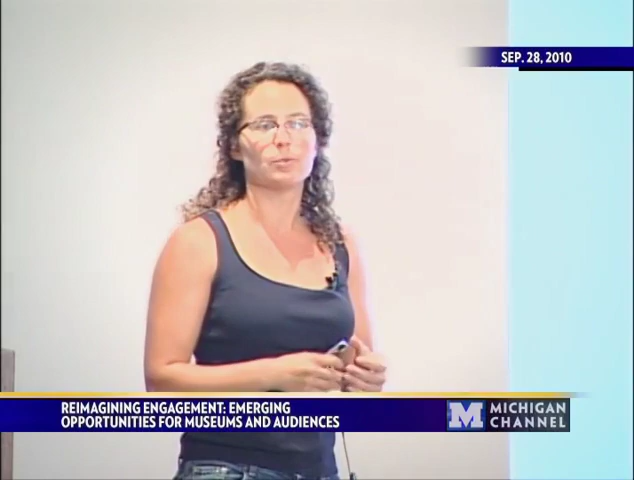 SEP. 28, 2010
REIMAGINING ENGAGEMENT: EMERGING
OPPORTUNITIES FOR MUSEUMS AND AUDIENCES
M MICHIGAN
CHANNEL